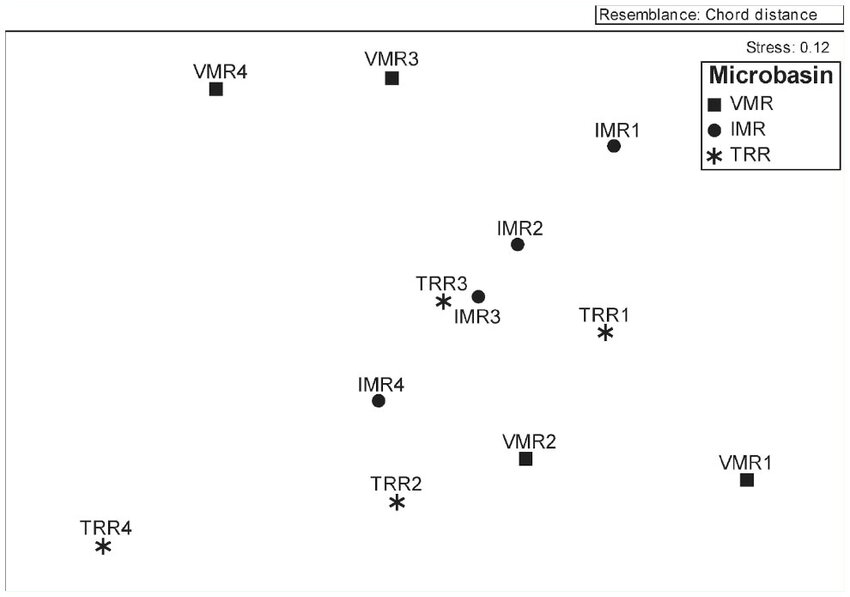 Resemblance: Chord distance
Stress: 0.12
Microbasin
VMR
IMR
TRR
VMR4
VMR3
IMR1
IMR2
TRR3
IMR3
TRR1
IMR4
VMR2
VMR1
TRR2
TRR4